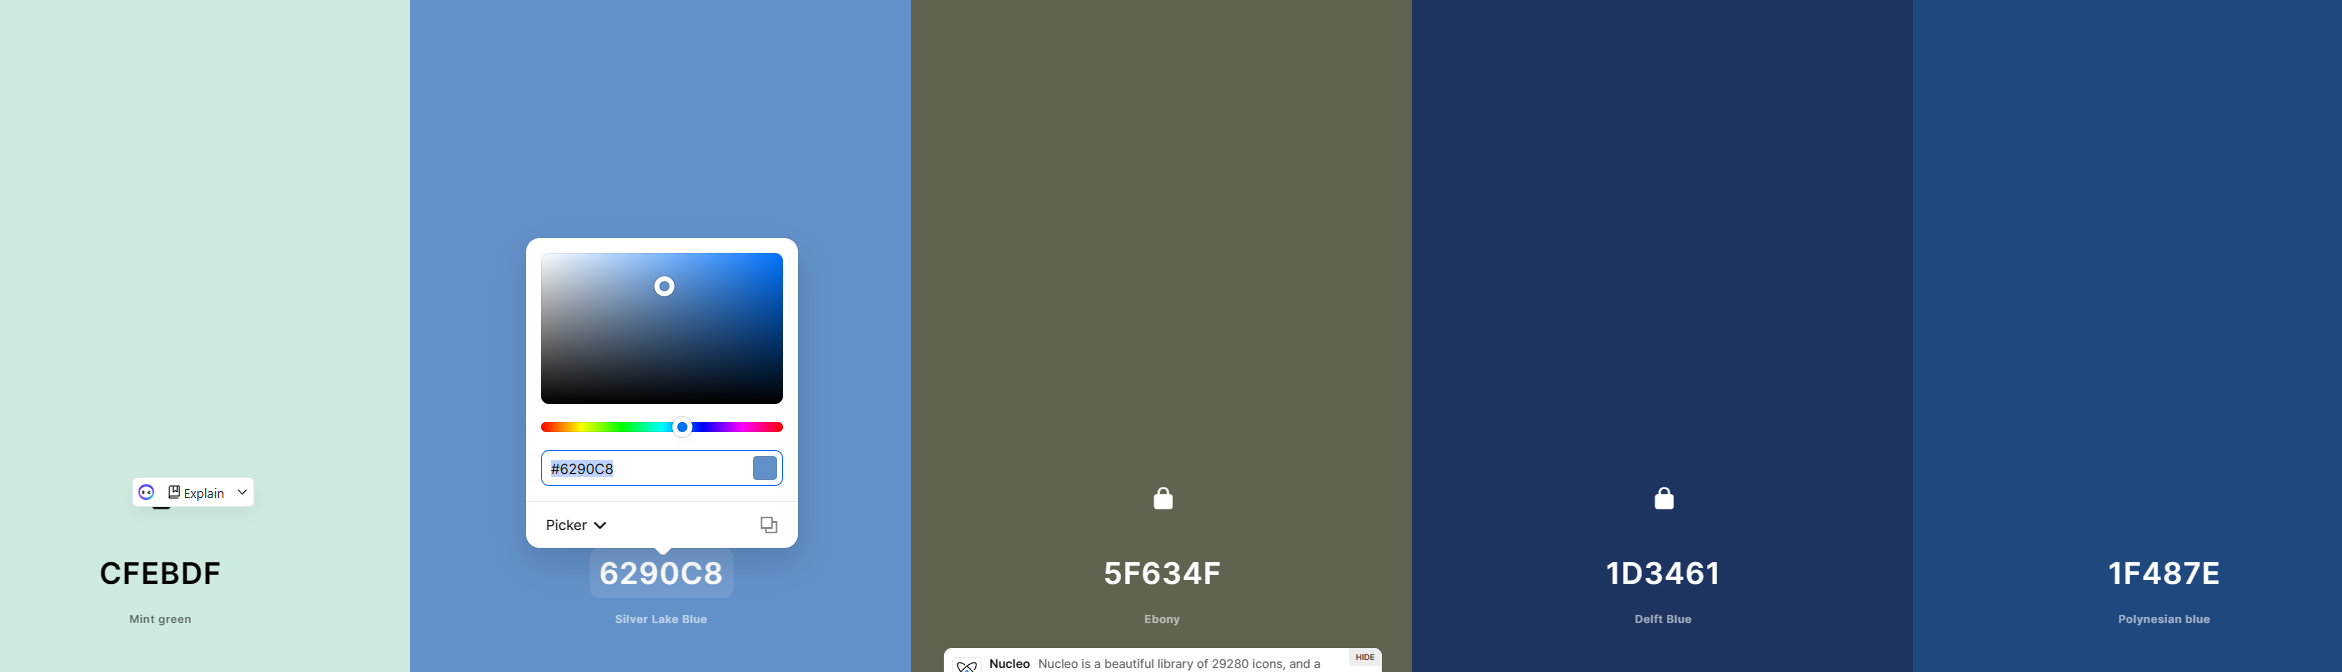 Explain
CFEBDF
Mint green
#6290C8
Picker
6290C8
Silver Lake Blue
5F634F
Ebony
1D3461
Delft Blue
1F487E
Polynesian blue
Nucleo Nucleo is a beautiful library of 29280 icons, and a
HIDE